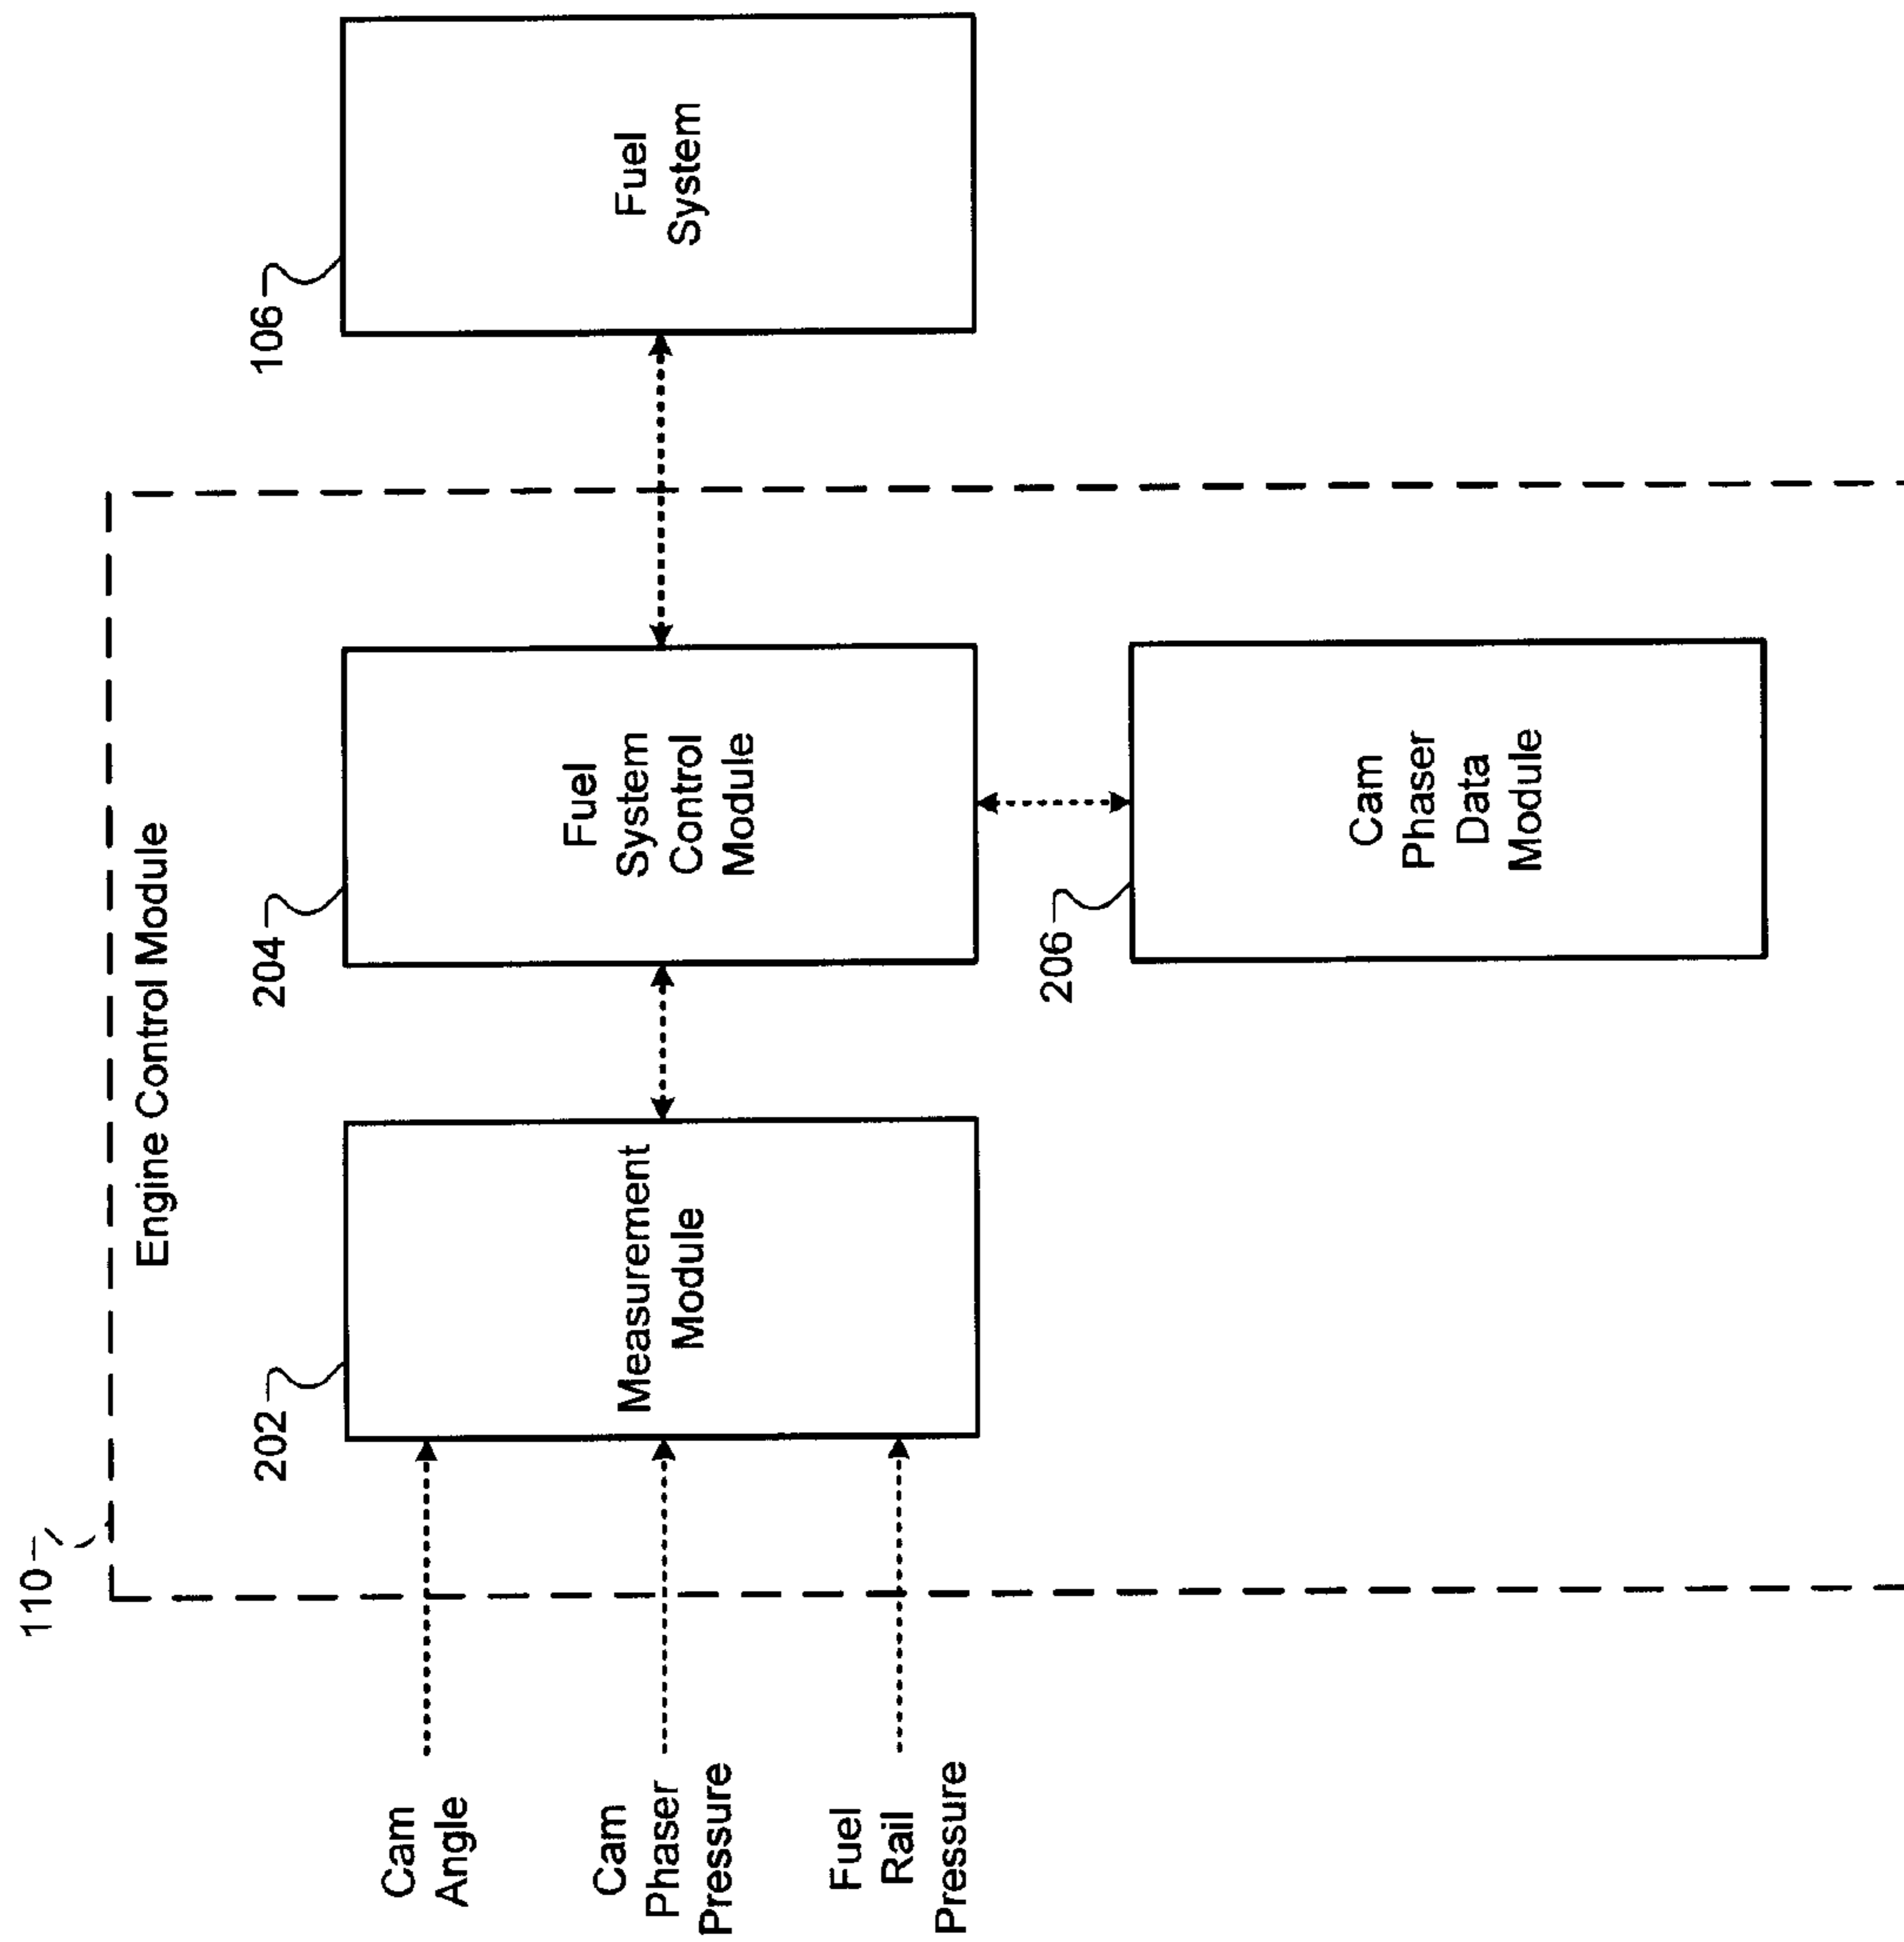 110
Engine Control Module
Cam
Angle
Cam
Phaser
Pressure
Fuel
Rail
Pressure
202
Measurement
Module
204
Fuel
System
Control
Module
206
Cam
Phaser
Data
Module
106
Fuel
System